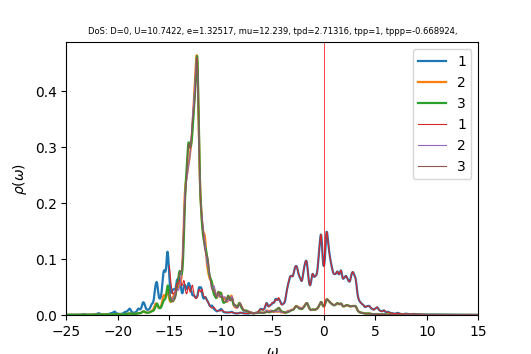 DoS: D=0, U=10.7422, e=1.32517, mu=12.239, tpd=2.71316, tpp=1, tppp=-0.668924,
ρ(ω)
0.4
0.3
0.2
0.1
0.0
1
2
3
1
2
3
−25 −20 −15 −10 −5 0 5 10 15
ω